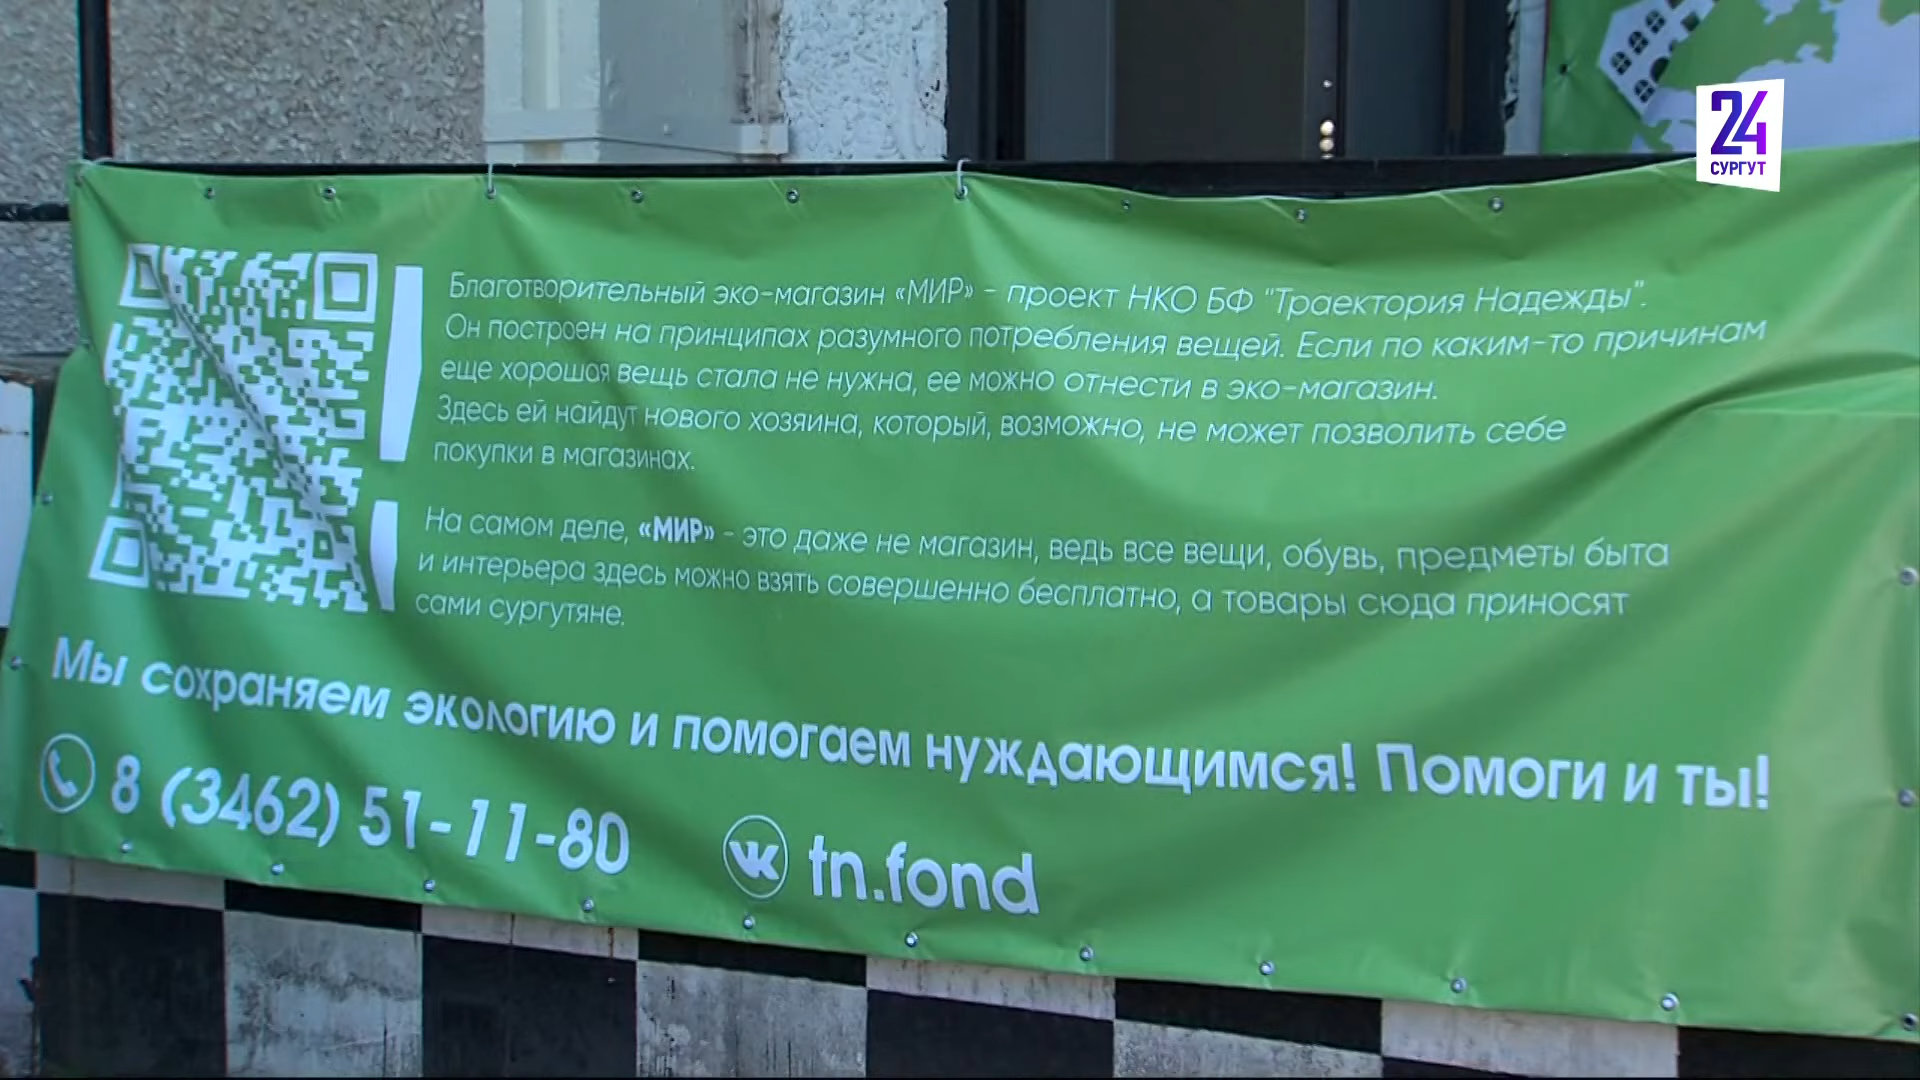 24
СУРГУТ
Благотворительный эко-магазин «МИР» - проект НКО БФ "Траектория Надежды".
Он построен на принципах разумного потребления вещей. Если по каким-то причинам
еще хорошая вещь стала не нужна, ее можно отнести в эко-магазин.
Здесь ей найдут нового хозяина, который, возможно, не может позволить себе
покупки в магазинах.
На самом деле, «МИР» - это даже не магазин, ведь все вещи, обувь, предметы быта
и интерьера здесь можно взять совершенно бесплатно, а товары сюда приносят
сами сургутяне.
Мы сохраняем экологию и помогаем нуждающимся! Помоги и ты!
8 (3462) 51-11-80
tn.fond